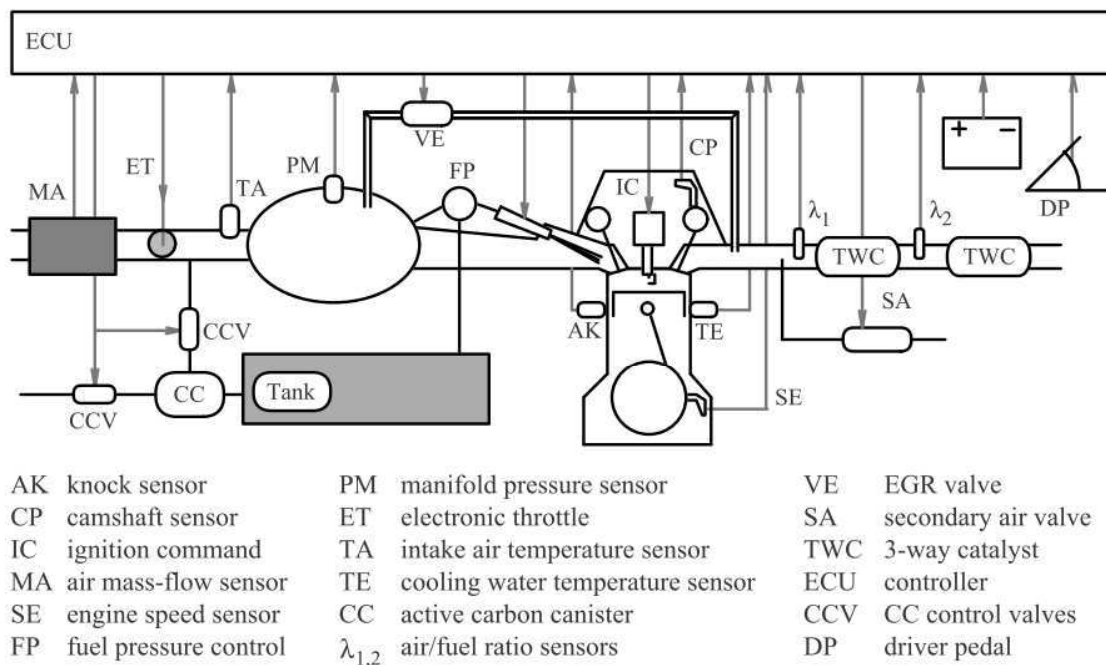 ECU
VE
ET
PM
FP
CP
MA
TA
IC
λ1
λ2
DP
TWC
TWC
SA
CCV
AK
TE
CC
Tank
CCV
SE
+ −
AK knock sensor
CP camshaft sensor
IC ignition command
MA air mass-flow sensor
SE engine speed sensor
FP fuel pressure control
PM manifold pressure sensor
ET electronic throttle
TA intake air temperature sensor
TE cooling water temperature sensor
CC active carbon canister
λ1,2 air/fuel ratio sensors
VE EGR valve
SA secondary air valve
TWC 3-way catalyst
ECU controller
CCV CC control valves
DP driver pedal